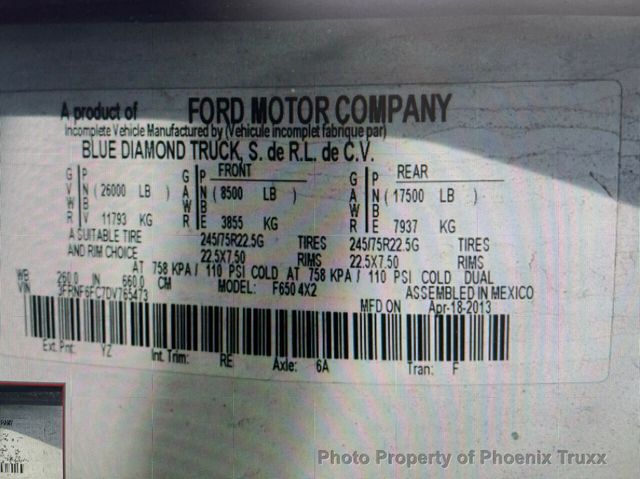 A product of FORD MOTOR COMPANY
Incomplete Vehicle Manufactured by (Vehicule incomplet fabrique par)
BLUE DIAMOND TRUCK, S. de R.L. de C.V.
G P G P FRONT G P REAR
V N ( 26000 LB ) A N ( 8500 LB ) A N ( 17500 LB )
W B W B W B
R V 11793 KG R E 3855 KG R E 7937 KG
A SUITABLE TIRE 245/75R22.5G TIRES 245/75R22.5G TIRES
AND RIM CHOICE 22.5X7.50 RIMS 22.5X7.50 RIMS
AT 758 KPA / 110 PSI COLD AT 758 KPA / 110 PSI COLD DUAL
WB 260.0 IN 660.0 CM MODEL: F650 4X2 ASSEMBLED IN MEXICO
VIN 3FRNF6FC7DV765473 MFD ON Apr-18-2013
Ext. Pnt: YZ Int. Trim: RE Axle: 6A Tran: F
Photo Property of Phoenix Truxx